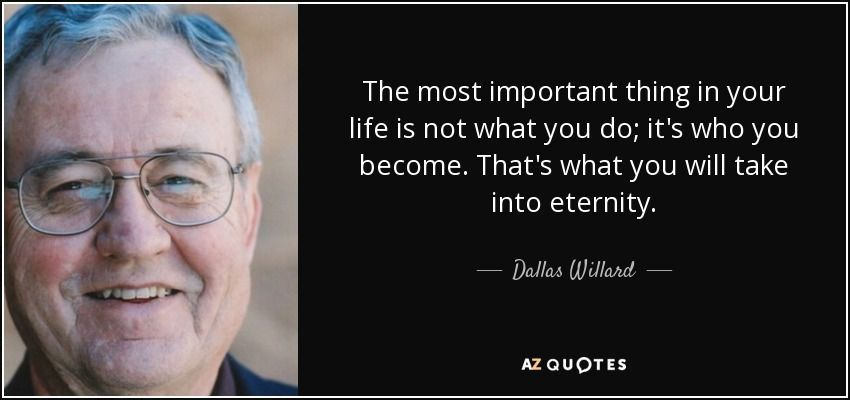 The most important thing in your
life is not what you do; it's who you
become. That's what you will take
into eternity.
Dallas Willard
AZ QUOTES